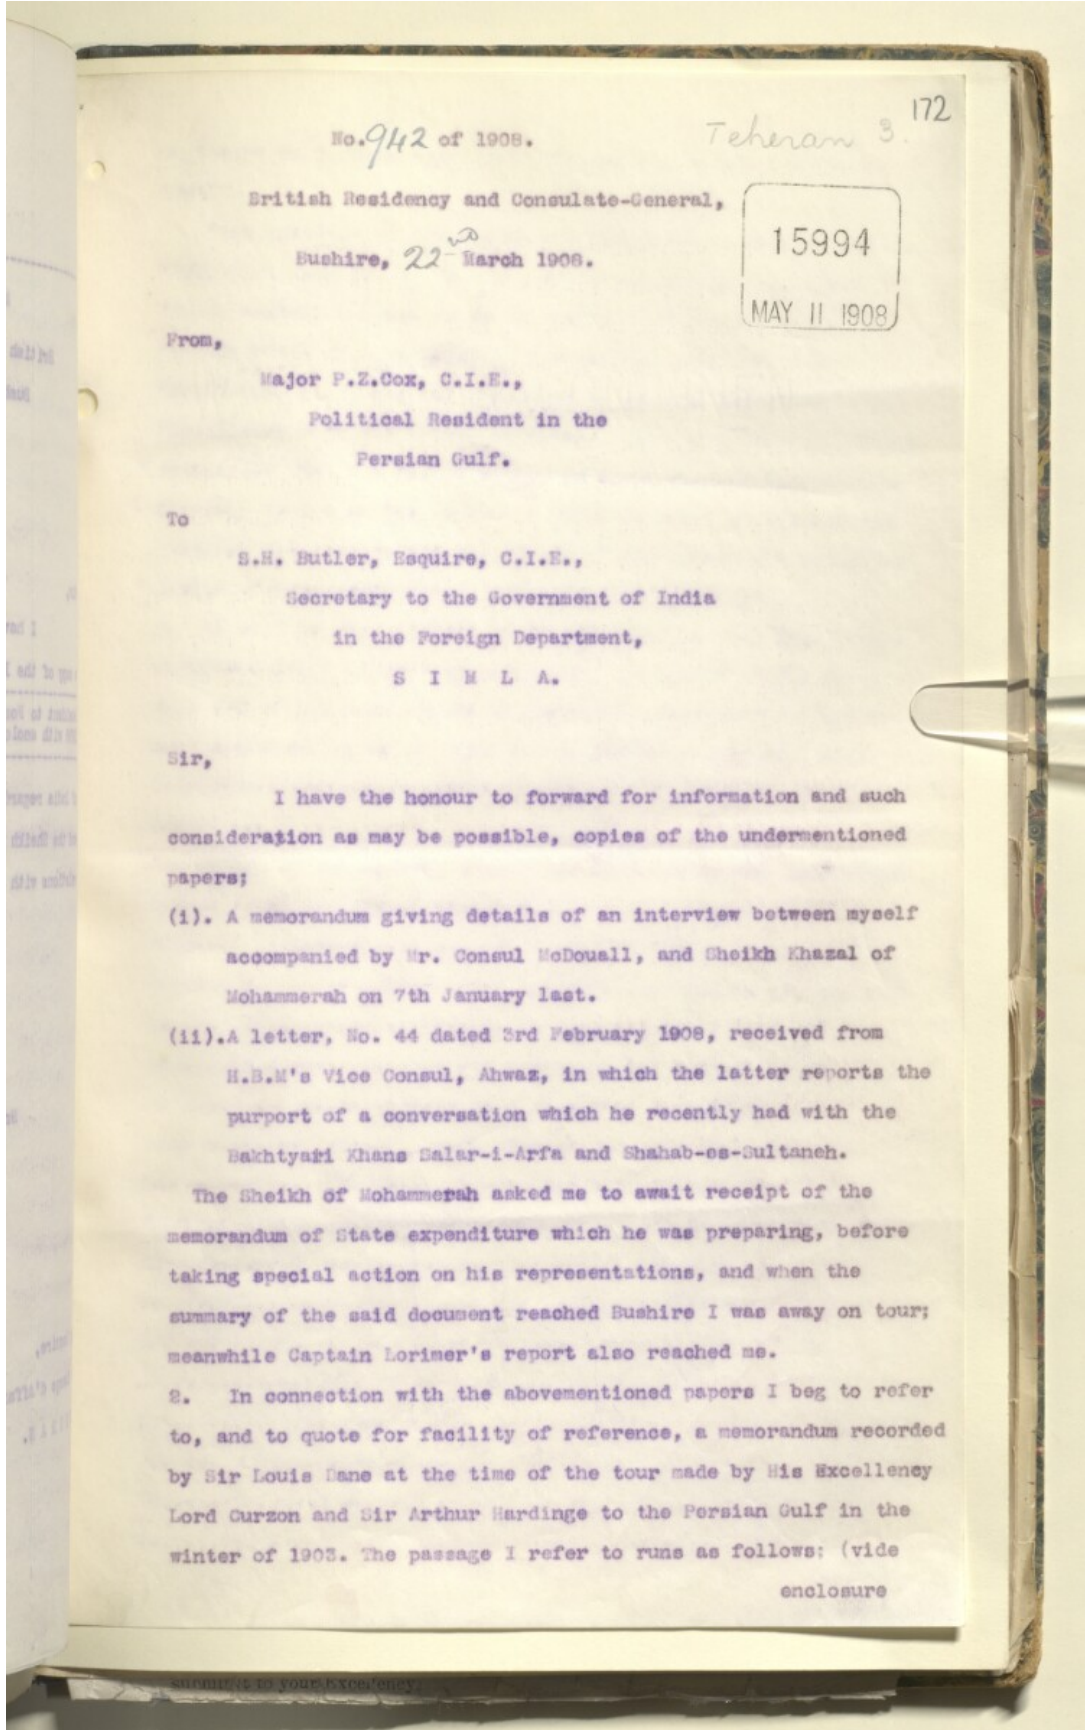 172
Teheran 3.
No. 942 of 1908.
British Residency and Consulate-General,
Bushire, 22nd March 1908.
15994
MAY 11 1908
From,
Major P.Z.Cox, C.I.E.,
Political Resident in the
Persian Gulf.
To
S.H. Butler, Esquire, C.I.E.,
Secretary to the Government of India
in the Foreign Department,
S I M L A.
Sir,
I have the honour to forward for information and such
consideration as may be possible, copies of the undermentioned
papers;
(i). A memorandum giving details of an interview between myself
accompanied by Mr. Consul McDouall, and Sheikh Khazal of
Mohammerah on 7th January last.
(ii).A letter, No. 44 dated 3rd February 1908, received from
H.B.M's Vice Consul, Ahwaz, in which the latter reports the
purport of a conversation which he recently had with the
Bakhtyari Khans Salar-i-Arfa and Shahab-es-Sultaneh.
The Sheikh of Mohammerah asked me to await receipt of the
memorandum of State expenditure which he was preparing, before
taking special action on his representations, and when the
summary of the said document reached Bushire I was away on tour;
meanwhile Captain Lorimer's report also reached me.
2. In connection with the abovementioned papers I beg to refer
to, and to quote for facility of reference, a memorandum recorded
by Sir Louis Dane at the time of the tour made by His Excellency
Lord Curzon and Sir Arthur Hardinge to the Persian Gulf in the
winter of 1903. The passage I refer to runs as follows: (vide
enclosure
submit it to your Excellency